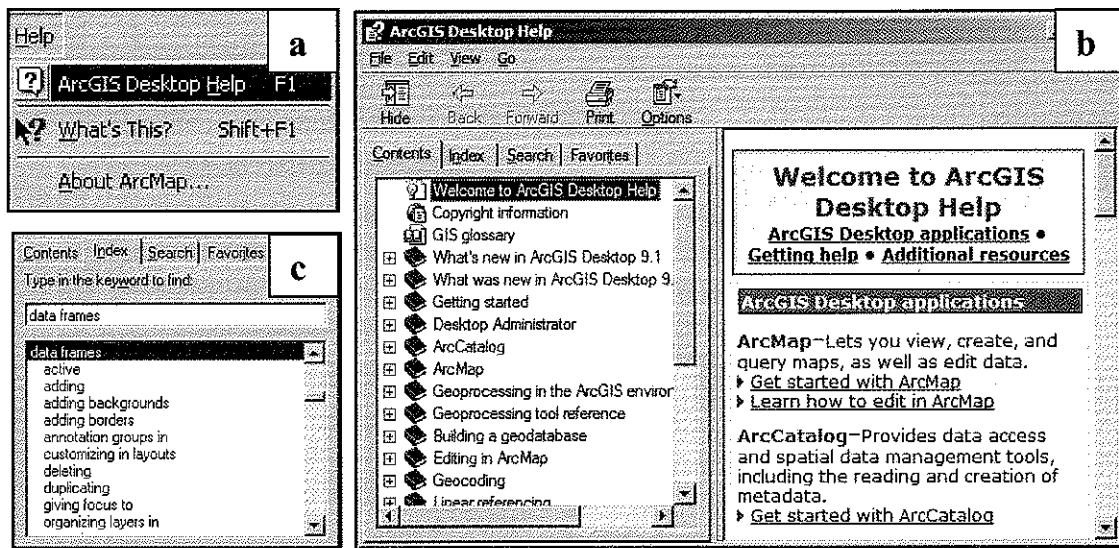 Help
a
ArcGIS Desktop Help F1
What's This? Shift+F1
About ArcMap...
c
Contents Index Search Favorites
Type in the keyword to find:
data frames
data frames
active
adding
adding backgrounds
adding borders
annotation groups in
customizing in layouts
deleting
duplicating
giving focus to
organizing layers in
ArcGIS Desktop Help
b
File Edit View Go
Hide Back Forward Print Options
Contents Index Search Favorites
Welcome to ArcGIS Desktop Help
Copyright information
GIS glossary
What's new in ArcGIS Desktop 9.1
What was new in ArcGIS Desktop 9.
Getting started
Desktop Administrator
ArcCatalog
ArcMap
Geoprocessing in the ArcGIS environ
Geoprocessing tool reference
Building a geodatabase
Editing in ArcMap
Geocoding
Linear referencing
Welcome to ArcGIS
Desktop Help
ArcGIS Desktop applications •
Getting help • Additional resources
ArcGIS Desktop applications
ArcMap–Lets you view, create, and
query maps, as well as edit data.
Get started with ArcMap
Learn how to edit in ArcMap
ArcCatalog–Provides data access
and spatial data management tools,
including the reading and creation of
metadata.
Get started with ArcCatalog